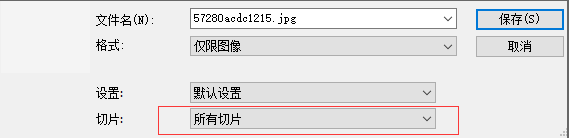 文件名(N): 57280acdc1215.jpg 保存(S)
格式: 仅限图像 取消
设置: 默认设置
切片: 所有切片